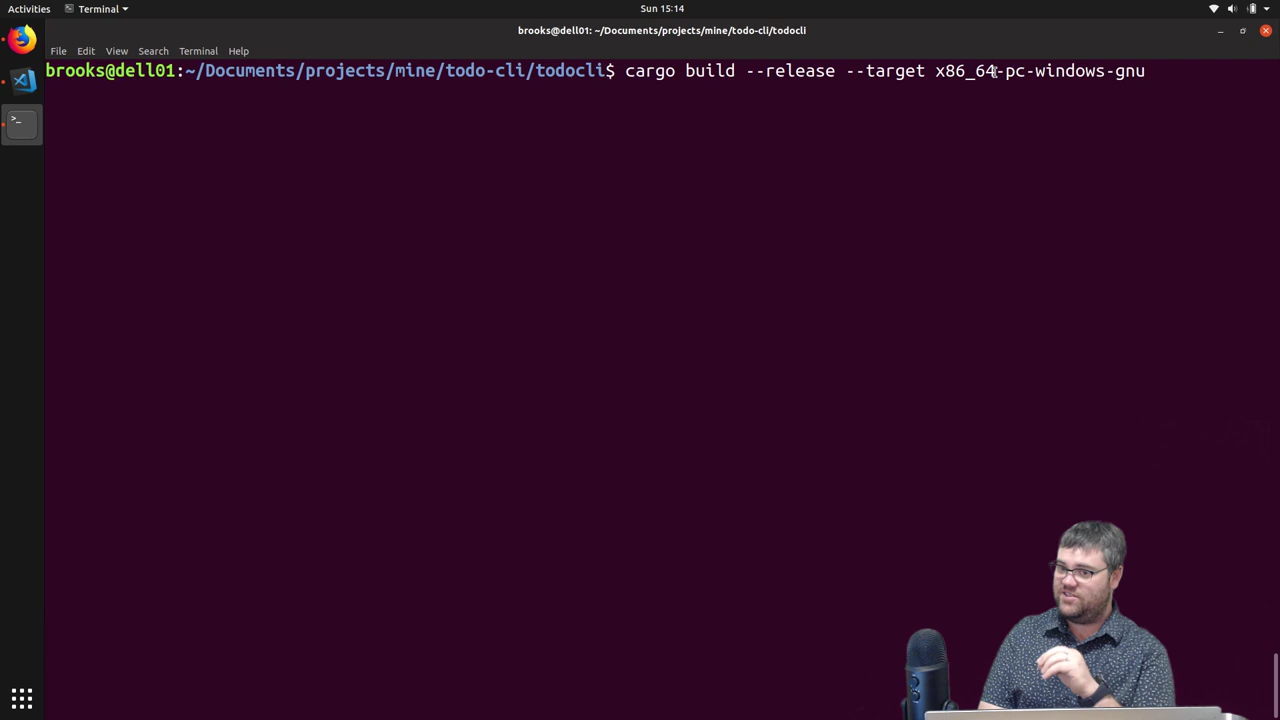 Activities Terminal Sun 15:14
brooks@dell01: ~/Documents/projects/mine/todo-cli/todocli
File Edit View Search Terminal Help
brooks@dell01:~/Documents/projects/mine/todo-cli/todocli$ cargo build --release --target x86_64-pc-windows-gnu
>_